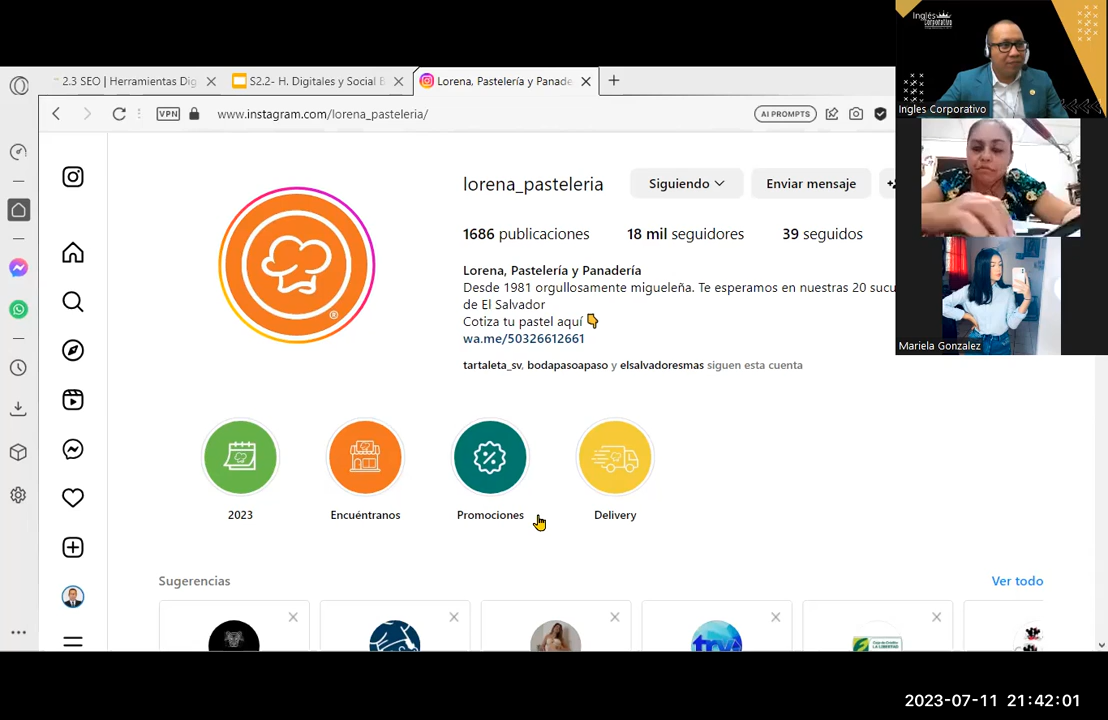 2.3 SEO | Herramientas Dig
S2.2- H. Digitales y Social B
Lorena, Pastelería y Panade
VPN
www.instagram.com/lorena_pasteleria/
AI PROMPTS
Inglés
Corporativo
Ingles Corporativo
Mariela Gonzalez
lorena_pasteleria
Siguiendo
Enviar mensaje
1686 publicaciones
18 mil seguidores
39 seguidos
Lorena, Pastelería y Panadería
Desde 1981 orgullosamente migueleña. Te esperamos en nuestras 20 sucu
de El Salvador
Cotiza tu pastel aquí
wa.me/50326612661
tartaleta_sv, bodapasoapaso y elsalvadoresmas siguen esta cuenta
2023
Encuéntranos
Promociones
Delivery
Sugerencias
Ver todo
2023-07-11 21:42:01